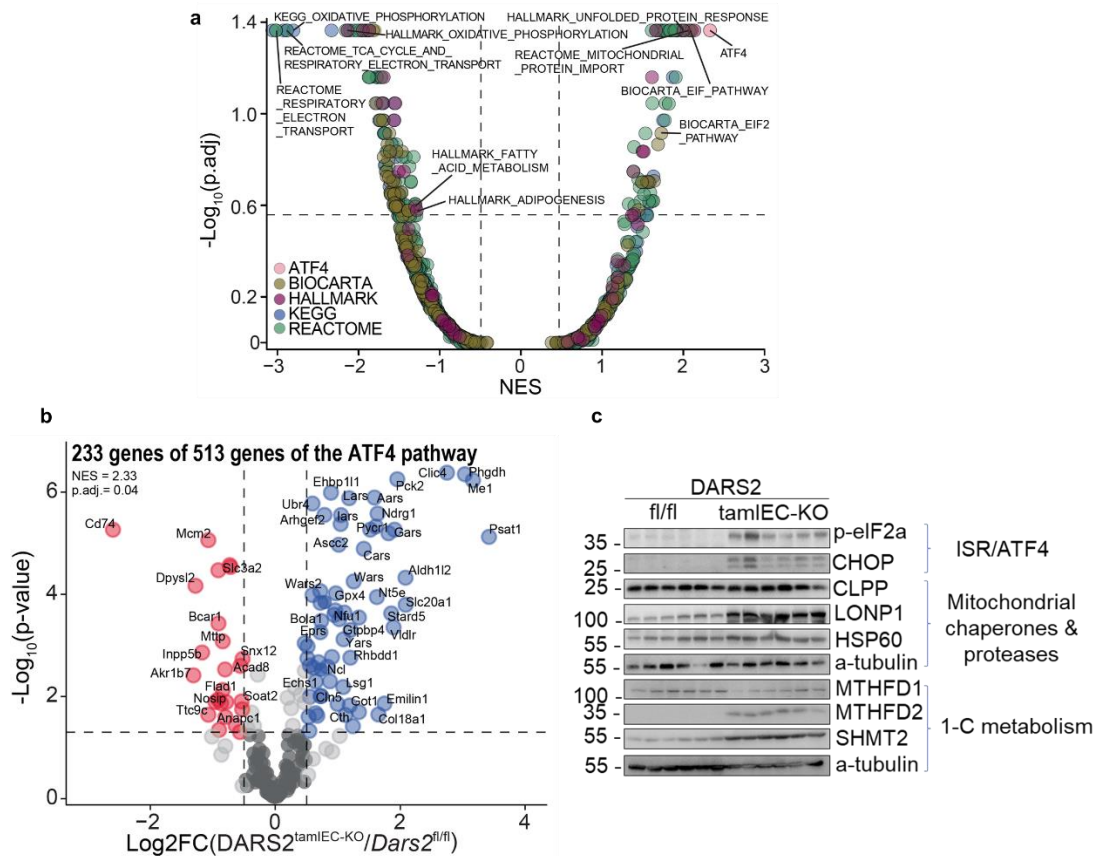 a
KEGG_OXIDATIVE_PHOSPHORYLATION
HALLMARK_OXIDATIVE_PHOSPHORYLATION
REACTOME_TCA_CYCLE_AND_
RESPIRATORY_ELECTRON_TRANSPORT
REACTOME
_RESPIRATORY
_ELECTRON
_TRANSPORT
HALLMARK_FATTY
_ACID_METABOLISM
HALLMARK_ADIPOGENESIS
HALLMARK_UNFOLDED_PROTEIN_RESPONSE
REACTOME_MITOCHONDRIAL
_PROTEIN_IMPORT
ATF4
BIOCARTA_EIF_PATHWAY
BIOCARTA_EIF2
_PATHWAY
-Log10(p.adj)
1.4
1.0
0.6
0.2
0
ATF4
BIOCARTA
HALLMARK
KEGG
REACTOME
−3
−2
−1
0
1
2
3
NES
b
233 genes of 513 genes of the ATF4 pathway
NES = 2.33
p.adj.= 0.04
-Log10(p-value)
6
4
2
0
Cd74
Mcm2
Slc3a2
Dpysl2
Bcar1
Mttp
Inpp5b
Snx12
Akr1b7
Acad8
Flad1
Nosip
Soat2
Ttc9c
Anapc1
Clic4
Phgdh
Me1
Pck2
Ehbp1l1
Lars
Aars
Ubr4
Iars
Ndrg1
Arhgef2
Pycr1
Gars
Psat1
Ascc2
Cars
Wars2
Wars
Aldh1l2
Gpx4
Nt5e
Slc20a1
Bola1
Nfu1
Stard5
Eprs
Gtpbp4
Vldlr
Yars
Ncl
Rhbdd1
Echs1
Lsg1
Cln5
Got1
Emilin1
Cth
Col18a1
−2
0
2
4
Log2FC(DARS2tamIEC-KO/Dars2fl/fl)
c
DARS2
fl/fl
tamIEC-KO
35
p-eIF2a
CHOP
25
CLPP
100
LONP1
55
HSP60
55
a-tubulin
100
MTHFD1
35
MTHFD2
55
SHMT2
55
a-tubulin
ISR/ATF4
Mitochondrial
chaperones &
proteases
1-C metabolism